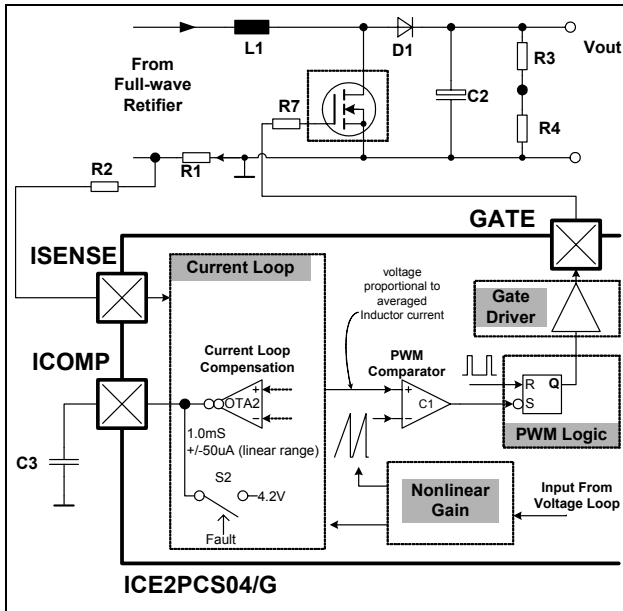 L1
D1
Vout
From
Full-wave
Retifier
R3
R7
C2
R4
R2
R1
GATE
ISENSE
Current Loop
voltage
proportional to
averaged
Inductor current
Gate
Driver
ICOMP
Current Loop
Compensation
PWM
Comparator
+
OTA2
−
+
C1
−
R
Q
S
PWM Logic
1.0mS
+/-50uA (linear range)
C3
S2
4.2V
Fault
Nonlinear
Gain
Input From
Voltage Loop
ICE2PCS04/G